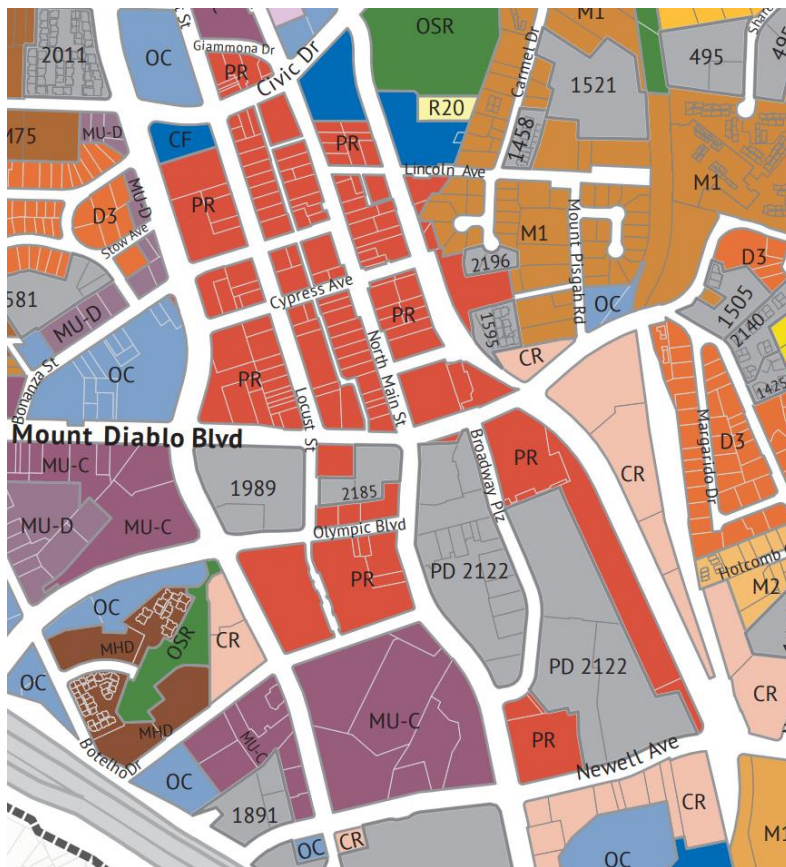 St
OC
Giammona Dr
PR
Civic Dr
OSR
M1
Carmel Dr
2011
1521
495
495
R20
M75
MU-D
CF
PR
1458
Lincoln Ave
M1
PR
D3
MU-D
Stow Ave
M1
Mount Pisgah Rd
2196
D3
581
Cypress Ave
PR
OC
1505
MU-D
2140
1595
CR
Bonanza St
OC
PR
North Main St
Locust St
1425
Mount Diablo Blvd
Broadway Plz
PR
CR
Margarido Dr
D3
MU-C
1989
2185
MU-D
MU-C
Olympic Blvd
PR
PD 2122
Holcomb
M2
OC
OSR
CR
MHD
OC
PD 2122
CR
MU-C
MU-C
MHD
PR
Botelho Dr
OC
Newell Ave
CR
1891
OC
CR
OC
M1